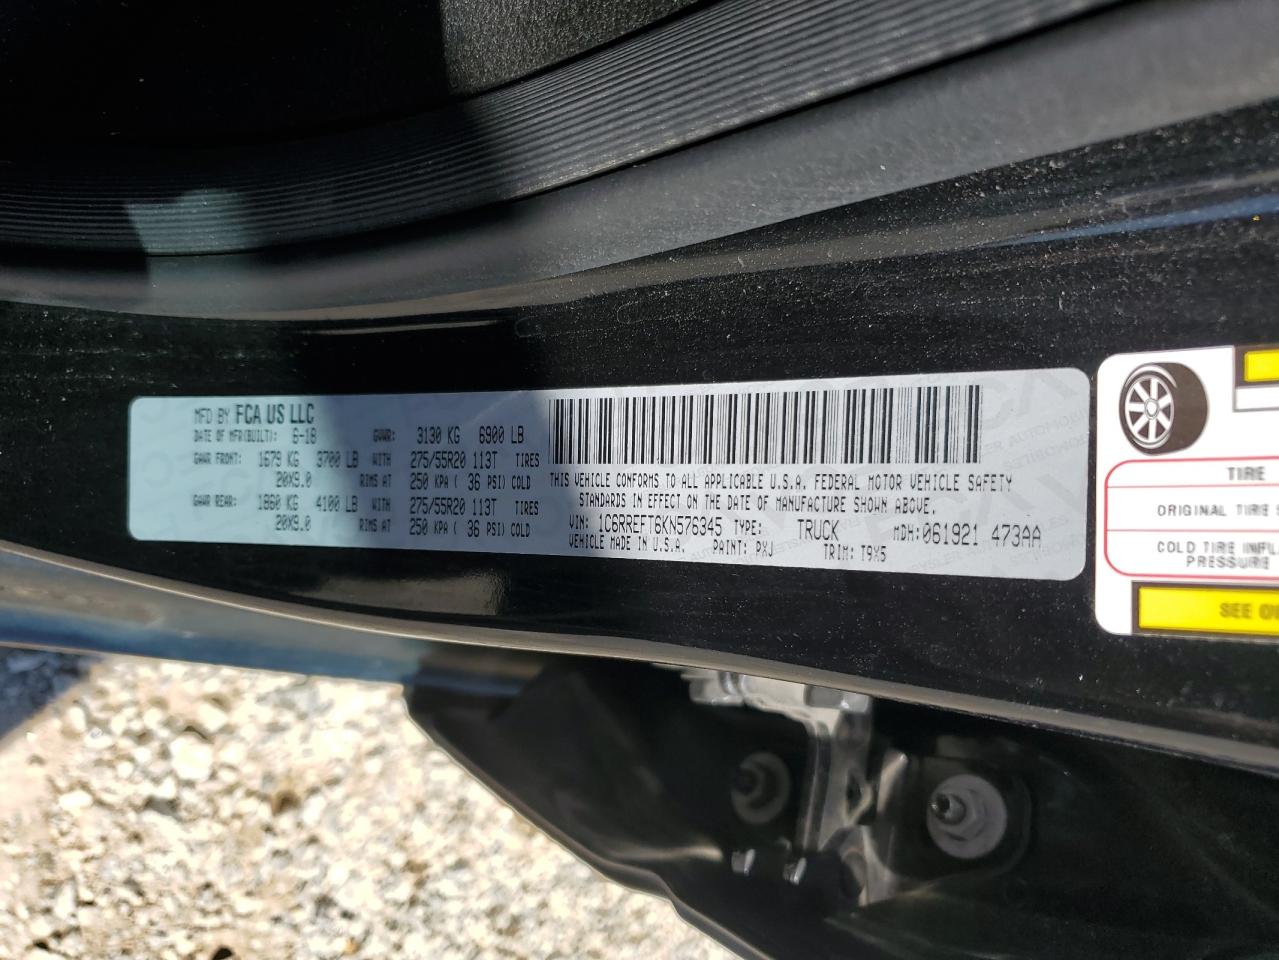 MFD BY FCA US LLC
DATE OF MFR(BUILT): 6-18 GVWR: 3130 KG 6900 LB
GAWR FRONT: 1679 KG 3700 LB WITH 275/55R20 113T TIRES
20X9.0 RIMS AT 250 KPA ( 36 PSI) COLD
GAWR REAR: 1860 KG 4100 LB WITH 275/55R20 113T TIRES
20X9.0 RIMS AT 250 KPA ( 36 PSI) COLD
THIS VEHICLE CONFORMS TO ALL APPLICABLE U.S.A. FEDERAL MOTOR VEHICLE SAFETY
STANDARDS IN EFFECT ON THE DATE OF MANUFACTURE SHOWN ABOVE.
VIN: 1C6RREFT6KN576345 TYPE: TRUCK MDH: 061921 473AA
VEHICLE MADE IN U.S.A. PAINT: PXJ TRIM: T9X5
TIRE
ORIGINAL TIRE
COLD TIRE
PRESSURE
SEE